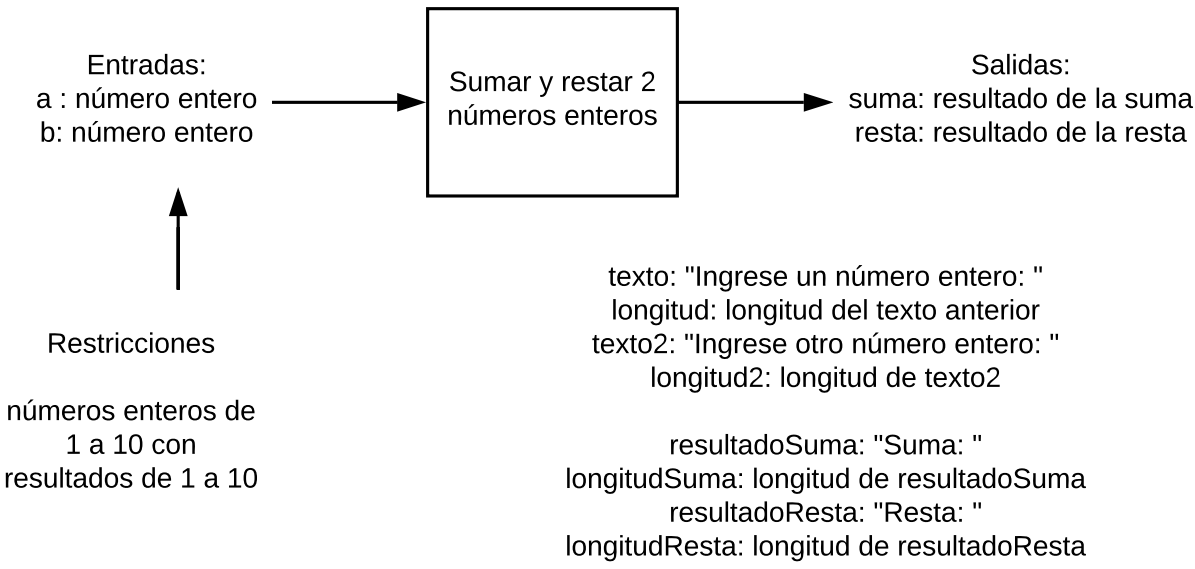 Entradas:
a : número entero
b: número entero
Sumar y restar 2
números enteros
Salidas:
suma: resultado de la suma
resta: resultado de la resta
Restricciones
números enteros de
1 a 10 con
resultados de 1 a 10
texto: "Ingrese un número entero: "
longitud: longitud del texto anterior
texto2: "Ingrese otro número entero: "
longitud2: longitud de texto2
resultadoSuma: "Suma: "
longitudSuma: longitud de resultadoSuma
resultadoResta: "Resta: "
longitudResta: longitud de resultadoResta